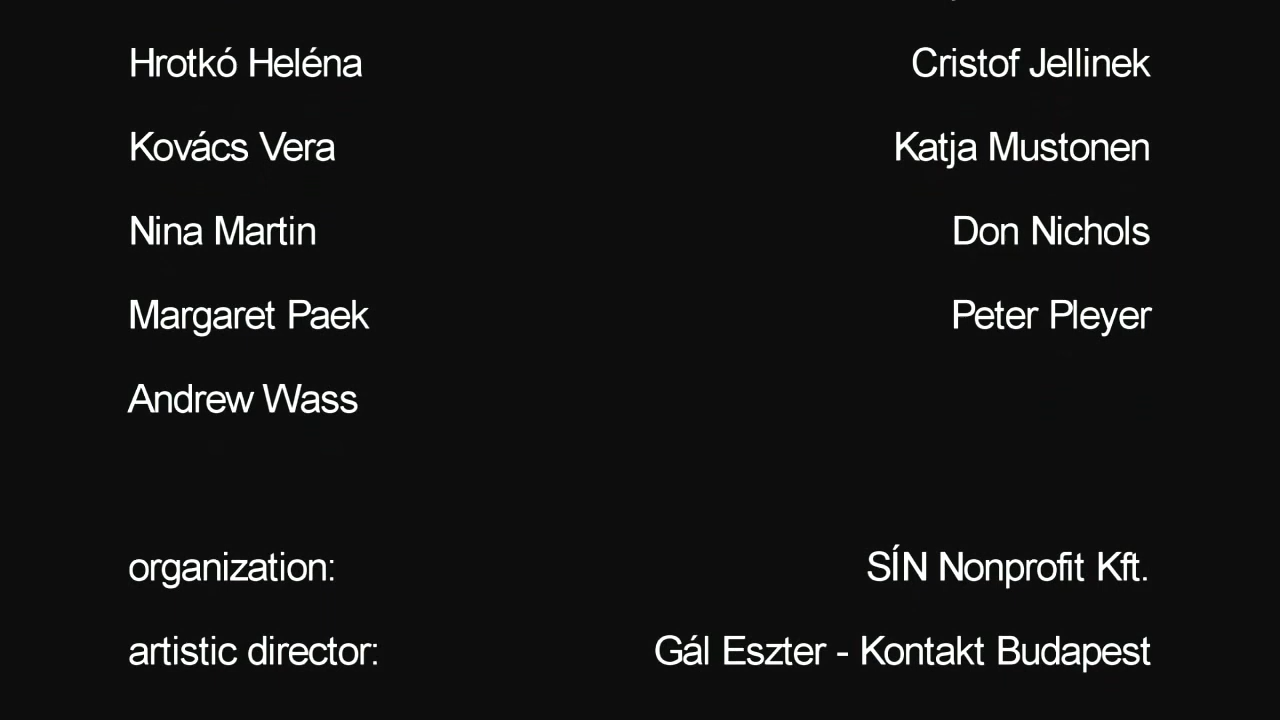 Hrotkó Heléna Cristof Jellinek
Kovács Vera Katja Mustonen
Nina Martin Don Nichols
Margaret Paek Peter Pleyer
Andrew Wass
organization: SÍN Nonprofit Kft.
artistic director: Gál Eszter - Kontakt Budapest